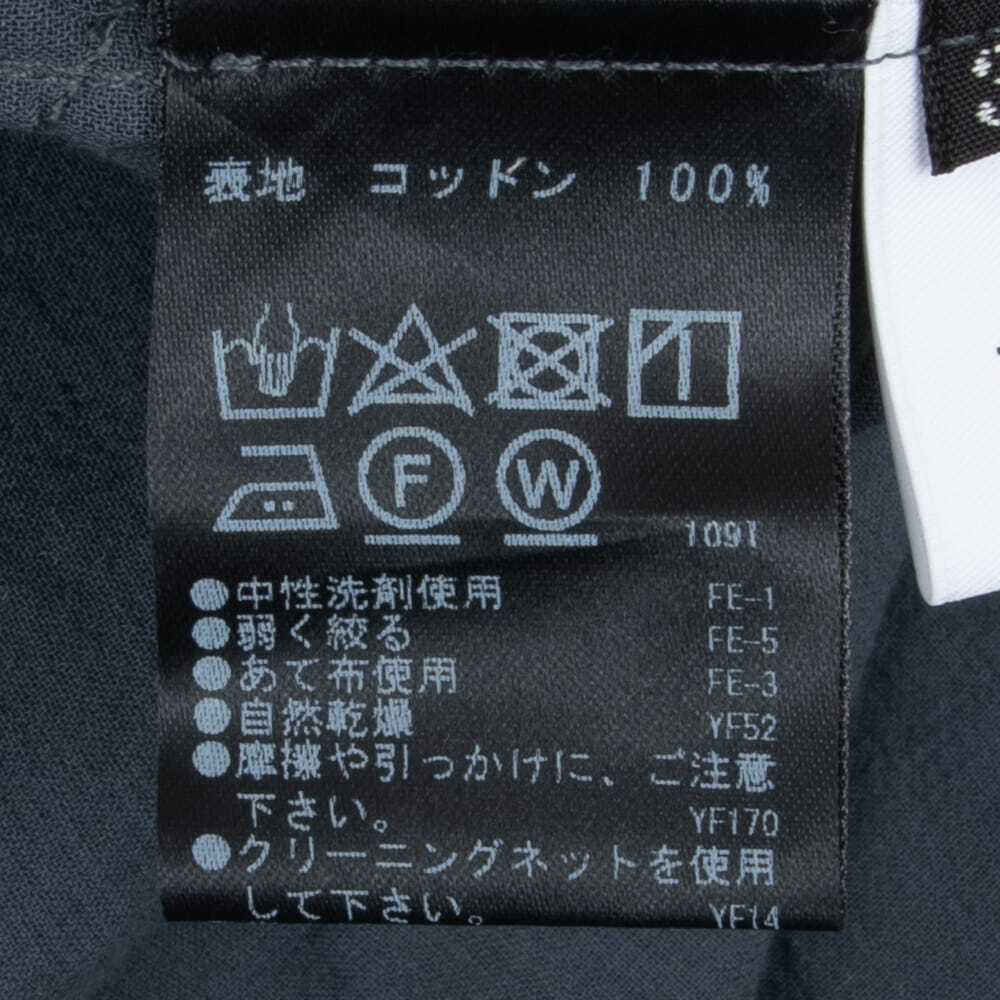 表地 コットン 100%
F W
1091
●中性洗剤使用 FE-1
●弱く絞る FE-5
●あて布使用 FE-3
●自然乾燥 YF52
●摩擦や引っかけに、ご注意
下さい。 YF170
●クリーニングネットを使用
して下さい。 YF14